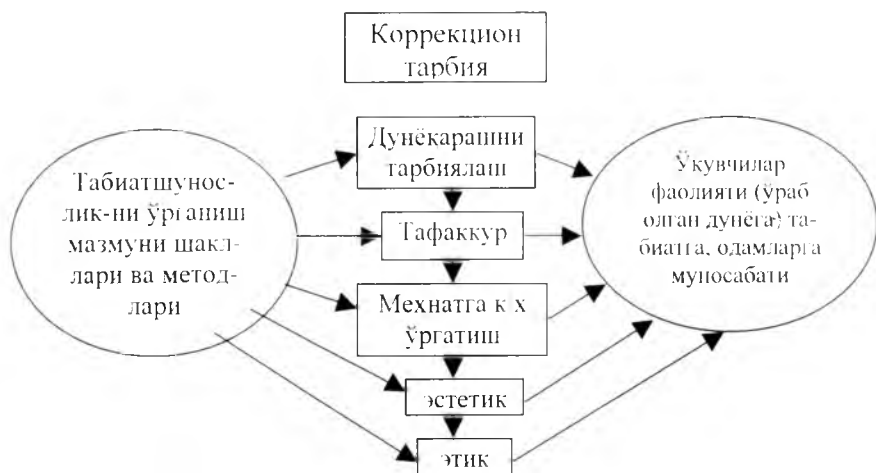 Коррекцион
тарбия
Дунёқарашни
тарбиялаш
Табиатшунос-
лик-ни ўрганиш
мазмуни шакл-
лари ва метод-
лари
Тафаккур
Мехнатга
ўргатиш
эстетик
этик
Ўқувчилар
фаолияти (ўраб
олган дунёга) та-
биатга, одамларга
муносабати